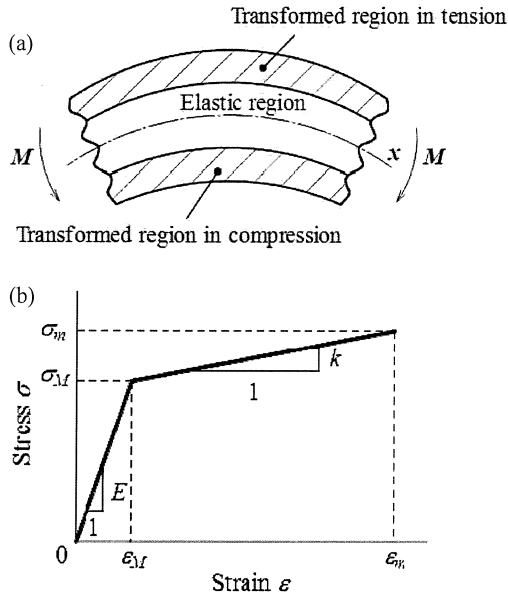 Transformed region in tension
(a)
Elastic region
M
x
M
Transformed region in compression
(b)
σm
σM
k
1
Stress σ
E
1
0
εM
εm
Strain ε